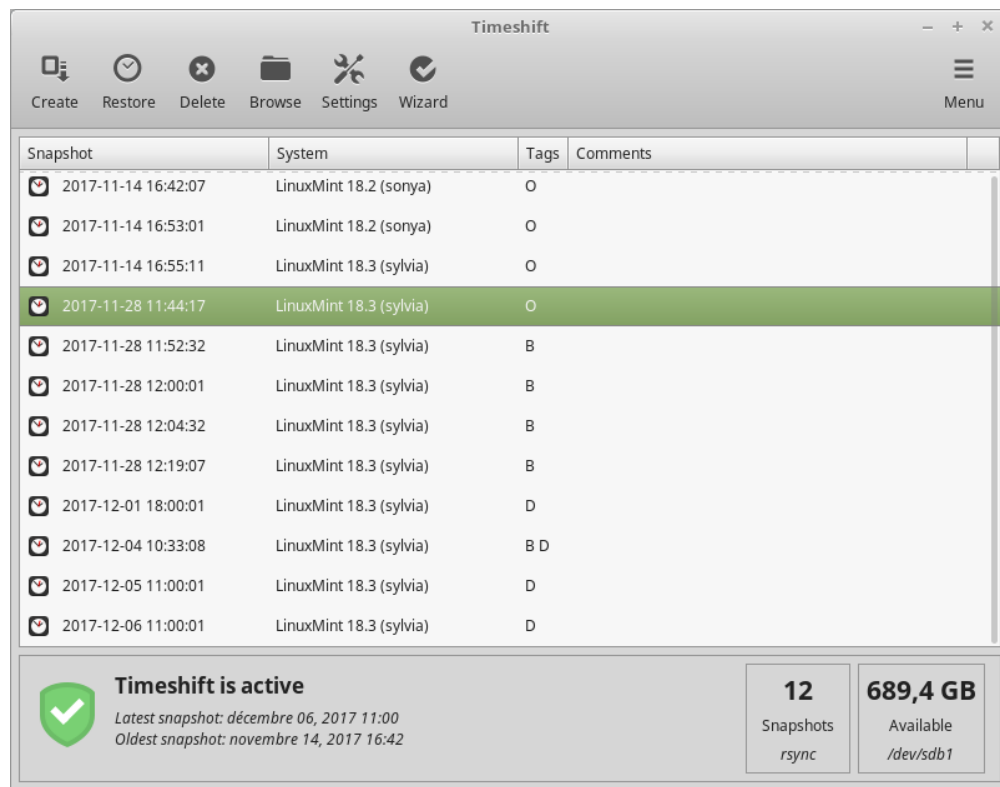 Timeshift
Create Restore Delete Browse Settings Wizard Menu
Snapshot System Tags Comments
2017-11-14 16:42:07 LinuxMint 18.2 (sonya) O
2017-11-14 16:53:01 LinuxMint 18.2 (sonya) O
2017-11-14 16:55:11 LinuxMint 18.3 (sylvia) O
2017-11-28 11:44:17 LinuxMint 18.3 (sylvia) O
2017-11-28 11:52:32 LinuxMint 18.3 (sylvia) B
2017-11-28 12:00:01 LinuxMint 18.3 (sylvia) B
2017-11-28 12:04:32 LinuxMint 18.3 (sylvia) B
2017-11-28 12:19:07 LinuxMint 18.3 (sylvia) B
2017-12-01 18:00:01 LinuxMint 18.3 (sylvia) D
2017-12-04 10:33:08 LinuxMint 18.3 (sylvia) B D
2017-12-05 11:00:01 LinuxMint 18.3 (sylvia) D
2017-12-06 11:00:01 LinuxMint 18.3 (sylvia) D
Timeshift is active
Latest snapshot: décembre 06, 2017 11:00
Oldest snapshot: novembre 14, 2017 16:42
12
Snapshots
rsync
689,4 GB
Available
/dev/sdb1